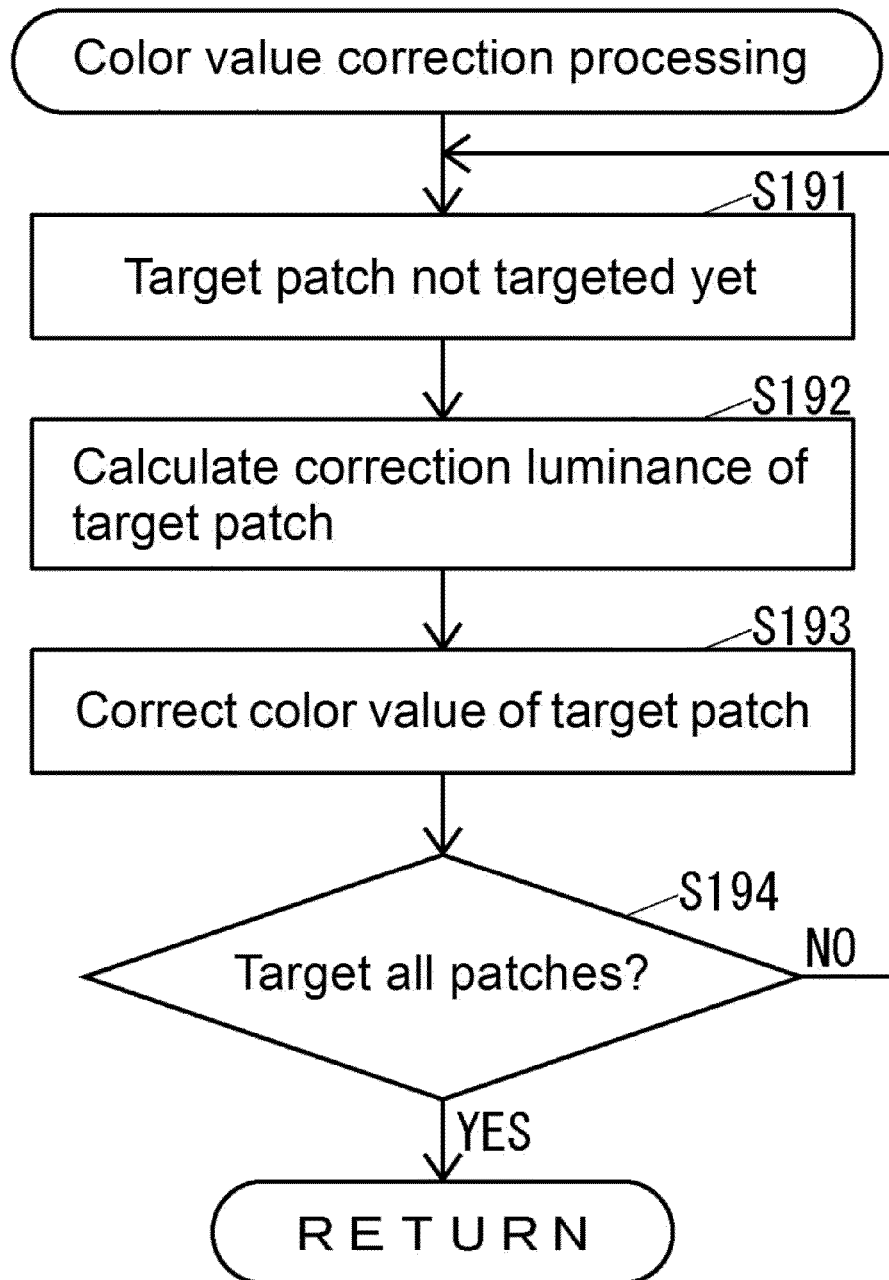 Color value correction processing
S191
Target patch not targeted yet
S192
Calculate correction luminance of
target patch
S193
Correct color value of target patch
S194
Target all patches?
NO
YES
RETURN